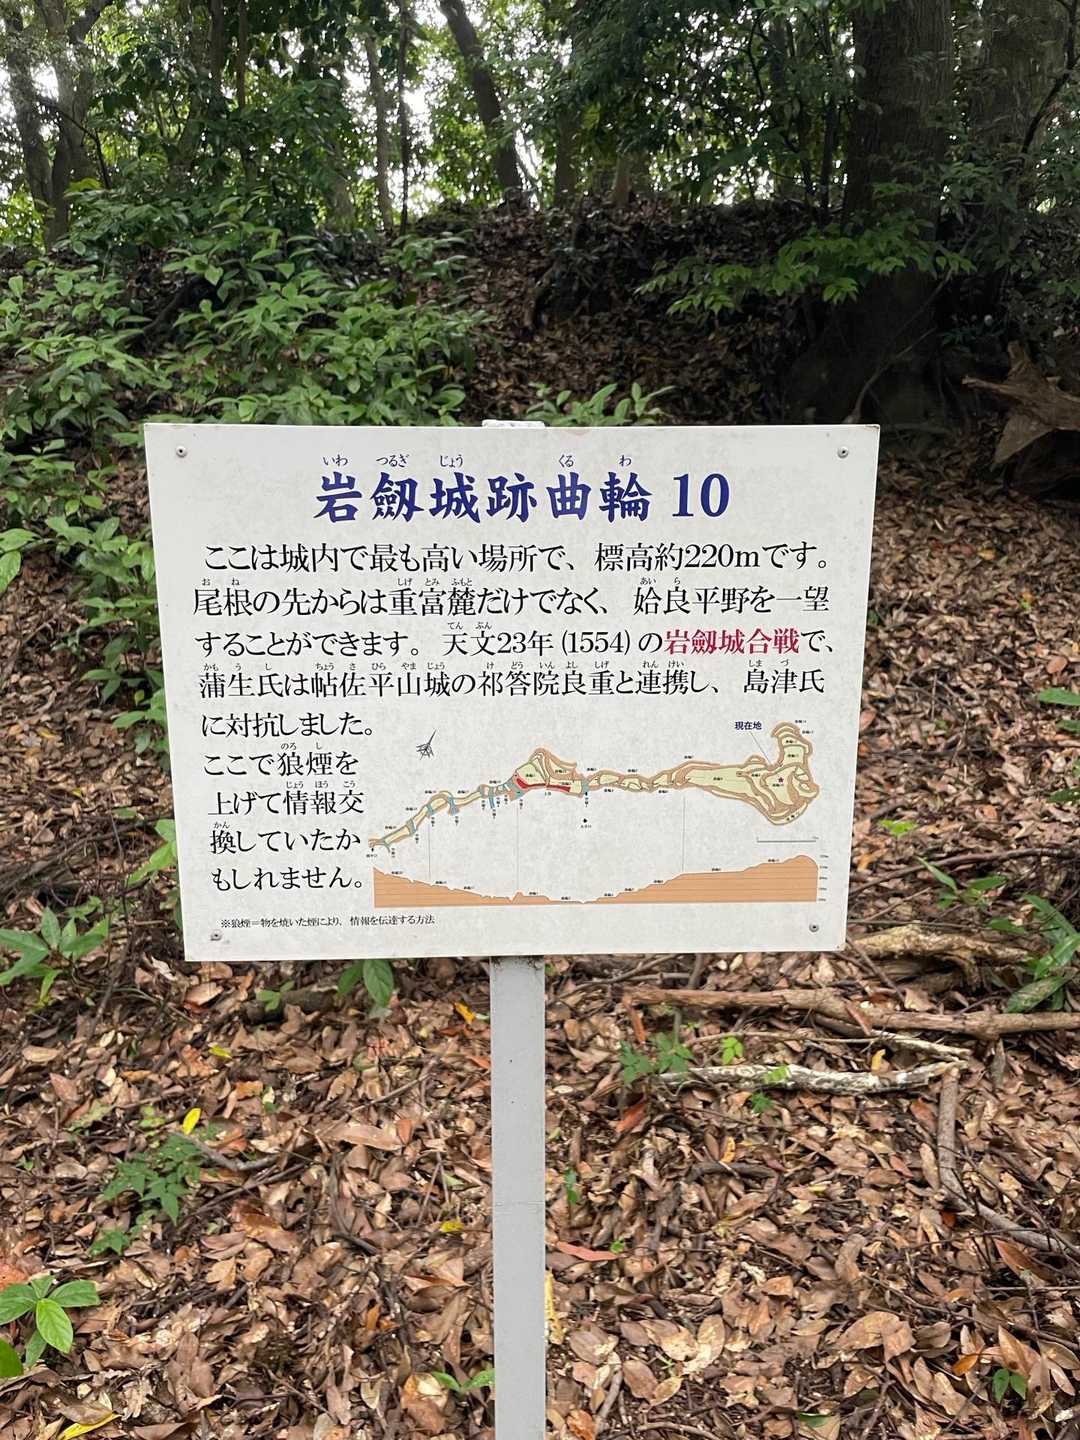 岩劔城跡曲輪 10
ここは城内で最も高い場所で、標高約220mです。
尾根の先からは重富麓だけでなく、姶良平野を一望
することができます。天文23年 (1554) の岩劔城合戦で、
蒲生氏は帖佐平山城の祁答院良重と連携し、島津氏
に対抗しました。
ここで狼煙を
上げて情報交
換していたか
もしれません。
現在地
※狼煙＝物を焼いた煙により、情報を伝達する方法